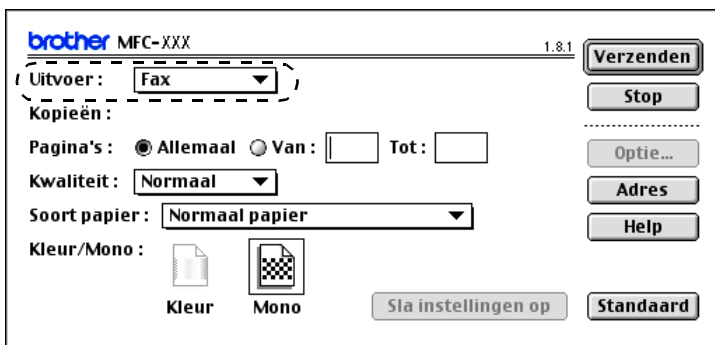 brother MFC-XXX 1.8.1
Verzenden
Uitvoer : Fax
Stop
Kopieën :
Pagina's : Allemaal Van : Tot :
Optie...
Kwaliteit : Normaal
Adres
Soort papier : Normaal papier
Help
Kleur/Mono :
Kleur Mono
Sla instellingen op
Standaard